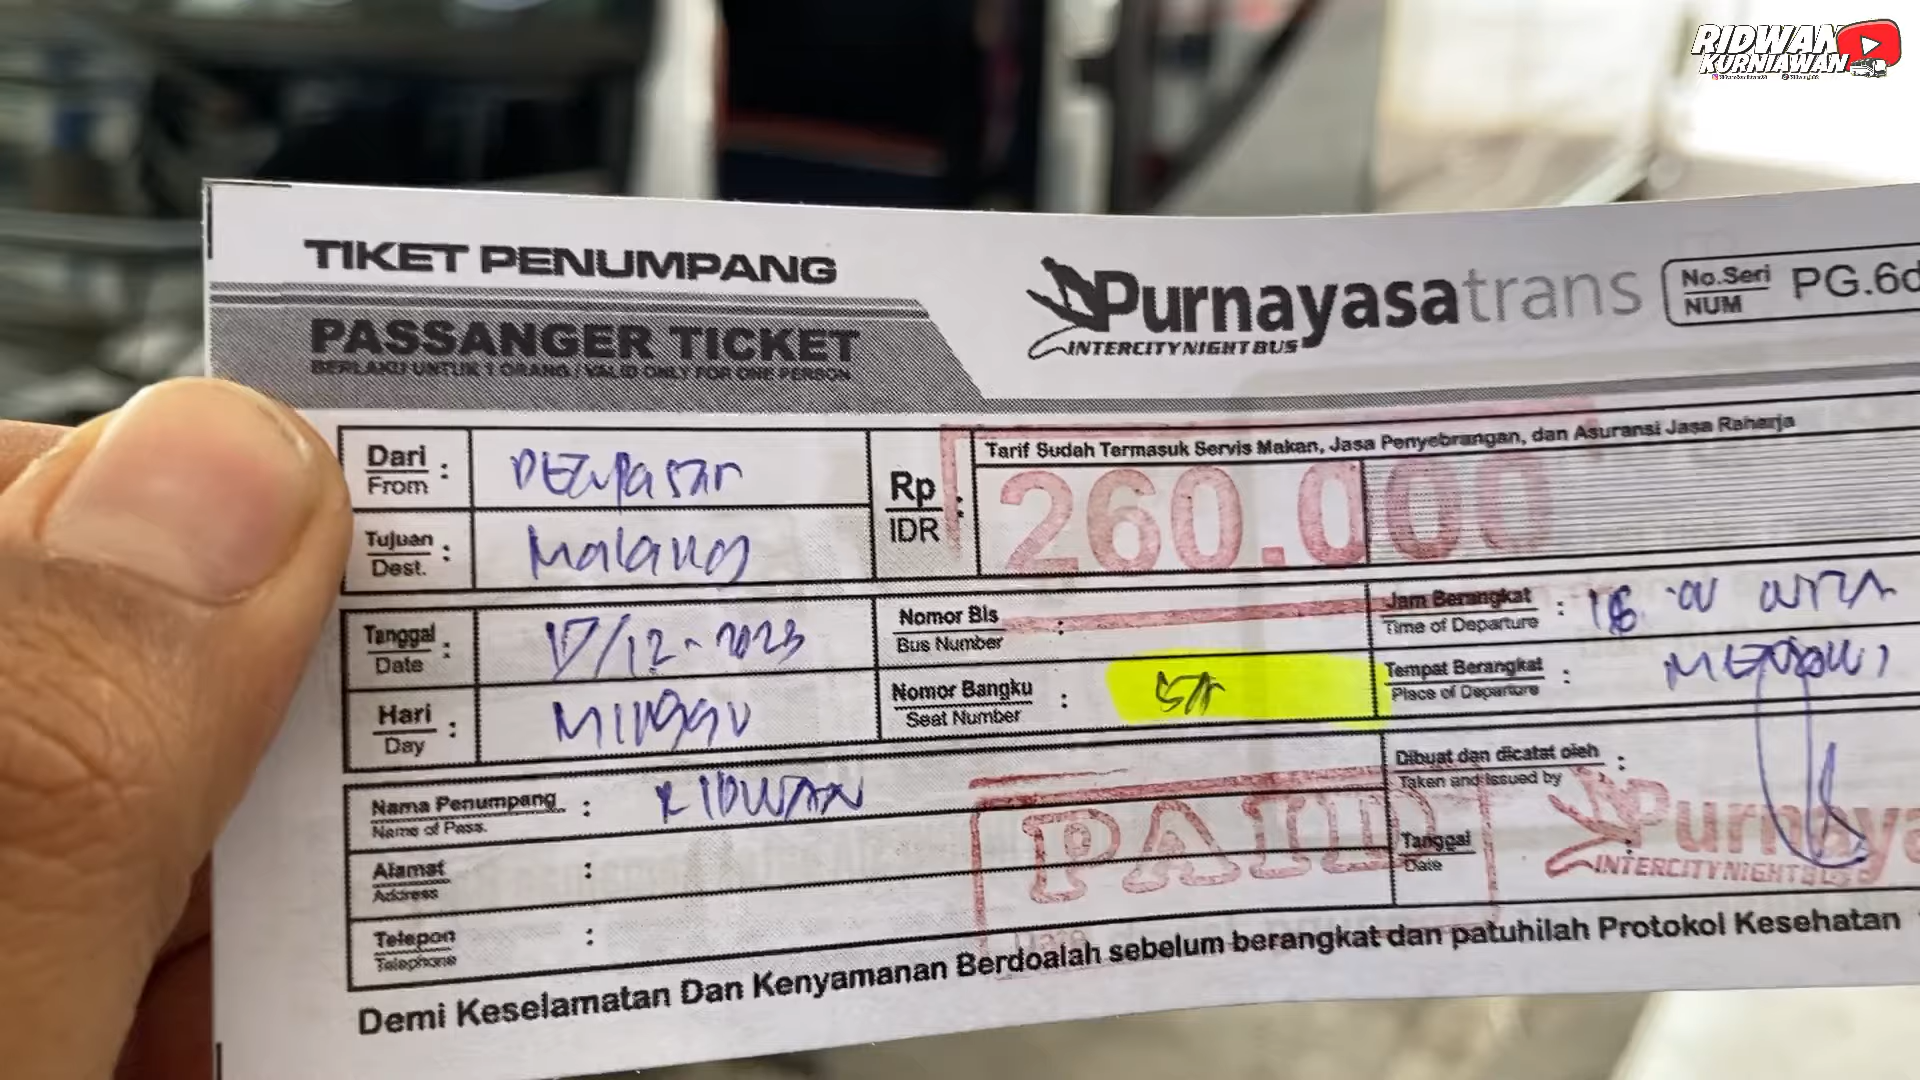 RIDWAN
KURNIAWAN
TIKET PENUMPANG
PASSANGER TICKET
BERLAKU UNTUK 1 ORANG / VALID ONLY FOR ONE PERSON
Purnayasatrans
INTERCITY NIGHT BUS
No.Seri
NUM
PG.6d
Dari
From : Denpasar
Rp
IDR :
Tarif Sudah Termasuk Servis Makan, Jasa Penyebrangan, dan Asuransi Jasa Raharja
260.000
Tujuan
Dest. : Malang
Tanggal
Date : 17/12-2023
Nomor BIs
Bus Number :
Jam Berangkat
Time of Departure : WITA
Hari
Day : MINGGU
Nomor Bangku
Seat Number : 5A
Tempat Berangkat
Place of Departure : MENGWI
Nama Penumpang
Name of Pass. : RIDWAN
Alamat
Address :
Telepon
Telephone :
PAID
Dibuat dan dicatat oleh
Taken and Issued by :
Tanggal
Date :
Purnaya
INTERCITY NIGHT BUS
Demi Keselamatan Dan Kenyamanan Berdoalah sebelum berangkat dan patuhilah Protokol Kesehatan